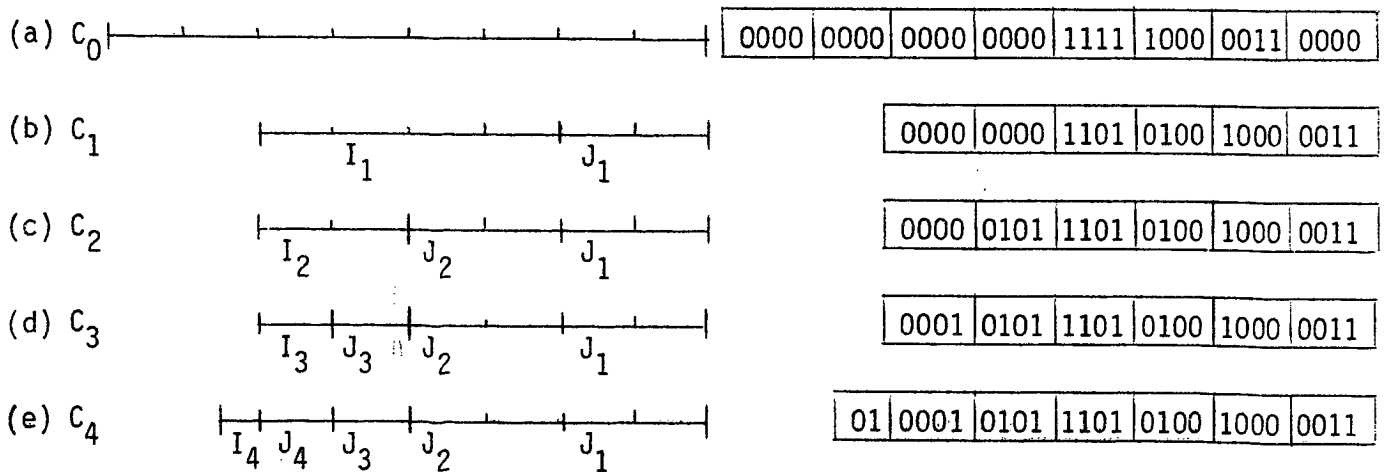 (a) C0 0000 0000 0000 0000 1111 1000 0011 0000
(b) C1 I1 J1 0000 0000 1101 0100 1000 0011
(c) C2 I2 J2 J1 0000 0101 1101 0100 1000 0011
(d) C3 I3 J3 J2 J1 0001 0101 1101 0100 1000 0011
(e) C4 I4 J4 J3 J2 J1 01 0001 0101 1101 0100 1000 0011